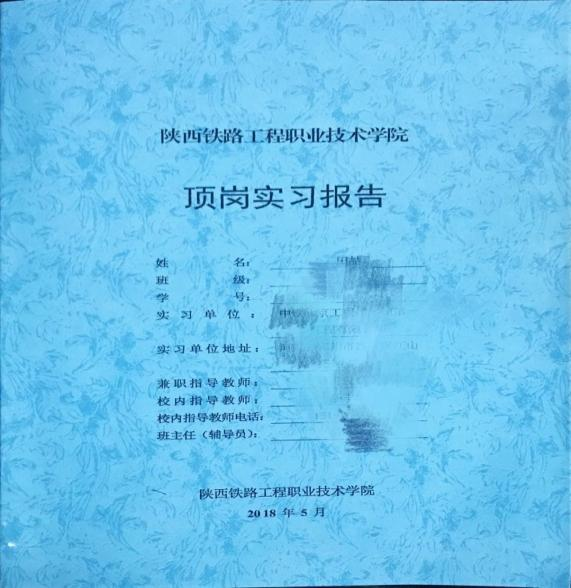 陕西铁路工程职业技术学院
顶岗实习报告
姓名：
班级：
学号：
实习单位：中
实习单位地址：
兼职指导教师：
校内指导教师：
校内指导教师电话：
班主任（辅导员）：
陕西铁路工程职业技术学院
2018 年 5 月